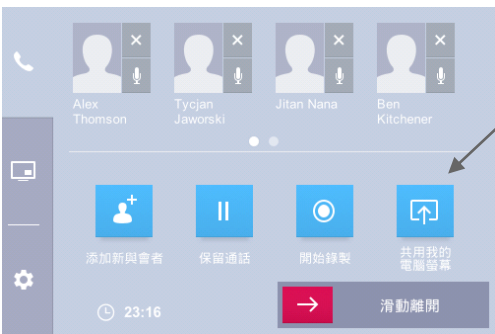 Alex
Thomson
Tycjan
Jaworski
Jitan Nana
Ben
Kitchener
添加新與會者
保留通話
開始錄製
共用我的
電腦螢幕
23:16
滑動離開